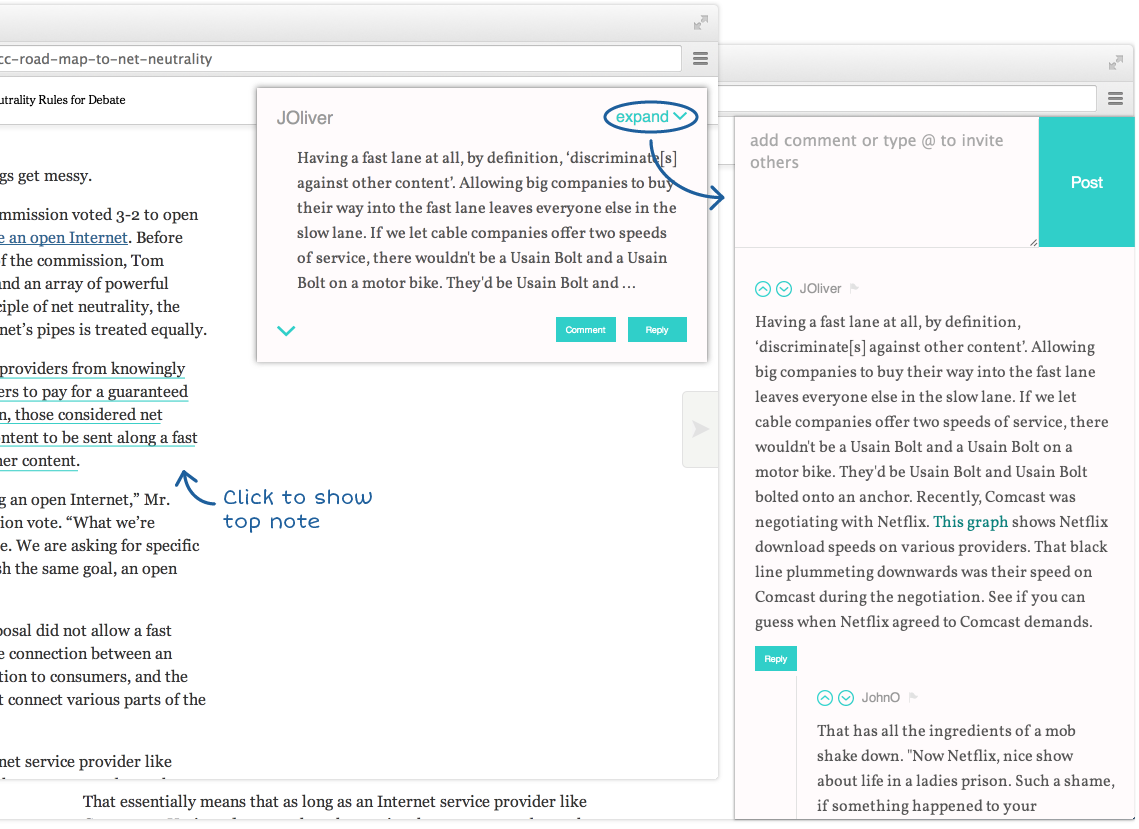 cc-road-map-to-net-neutrality
utrality Rules for Debate
gs get messy.
mmission voted 3-2 to open
e an open Internet. Before
of the commission, Tom
and an array of powerful
ciple of net neutrality, the
net’s pipes is treated equally.
providers from knowingly
ers to pay for a guaranteed
n, those considered net
ntent to be sent along a fast
her content.
g an open Internet,” Mr.
ion vote. “What we’re
e. We are asking for specific
sh the same goal, an open
posal did not allow a fast
e connection between an
tion to consumers, and the
t connect various parts of the
net service provider like
JOliver
expand
Having a fast lane at all, by definition, ‘discriminate[s]
against other content’. Allowing big companies to buy
their way into the fast lane leaves everyone else in the
slow lane. If we let cable companies offer two speeds
of service, there wouldn't be a Usain Bolt and a Usain
Bolt on a motor bike. They'd be Usain Bolt and ...
Comment
Reply
Click to show
top note
That essentially means that as long as an Internet service provider like
add comment or type @ to invite
others
Post
JOliver
Having a fast lane at all, by definition,
‘discriminate[s] against other content’. Allowing
big companies to buy their way into the fast lane
leaves everyone else in the slow lane. If we let
cable companies offer two speeds of service, there
wouldn't be a Usain Bolt and a Usain Bolt on a
motor bike. They'd be Usain Bolt and Usain Bolt
bolted onto an anchor. Recently, Comcast was
negotiating with Netflix. This graph shows Netflix
download speeds on various providers. That black
line plummeting downwards was their speed on
Comcast during the negotiation. See if you can
guess when Netflix agreed to Comcast demands.
Reply
JohnO
That has all the ingredients of a mob
shake down. "Now Netflix, nice show
about life in a ladies prison. Such a shame,
if something happened to your